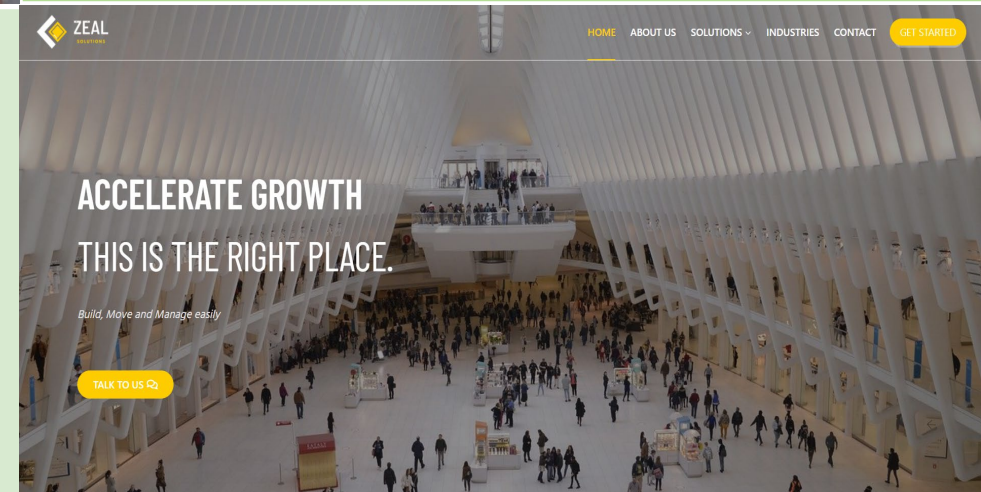 ZEAL
SOLUTIONS
HOME ABOUT US SOLUTIONS INDUSTRIES CONTACT GET STARTED
ACCELERATE GROWTH
THIS IS THE RIGHT PLACE.
Build, Move and Manage easily
TALK TO US